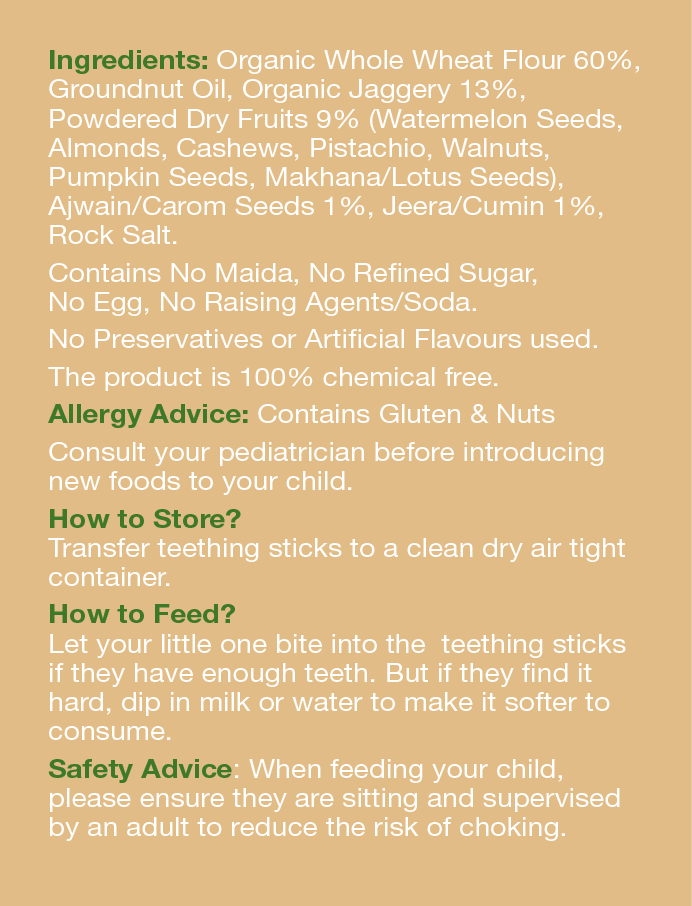 Ingredients: Organic Whole Wheat Flour 60%,
Groundnut Oil, Organic Jaggery 13%,
Powdered Dry Fruits 9% (Watermelon Seeds,
Almonds, Cashews, Pistachio, Walnuts,
Pumpkin Seeds, Makhana/Lotus Seeds),
Ajwain/Carom Seeds 1%, Jeera/Cumin 1%,
Rock Salt.
Contains No Maida, No Refined Sugar,
No Egg, No Raising Agents/Soda.
No Preservatives or Artificial Flavours used.
The product is 100% chemical free.
Allergy Advice: Contains Gluten & Nuts
Consult your pediatrician before introducing
new foods to your child.
How to Store?
Transfer teething sticks to a clean dry air tight
container.
How to Feed?
Let your little one bite into the  teething sticks
if they have enough teeth. But if they find it
hard, dip in milk or water to make it softer to
consume.
Safety Advice: When feeding your child,
please ensure they are sitting and supervised
by an adult to reduce the risk of choking.